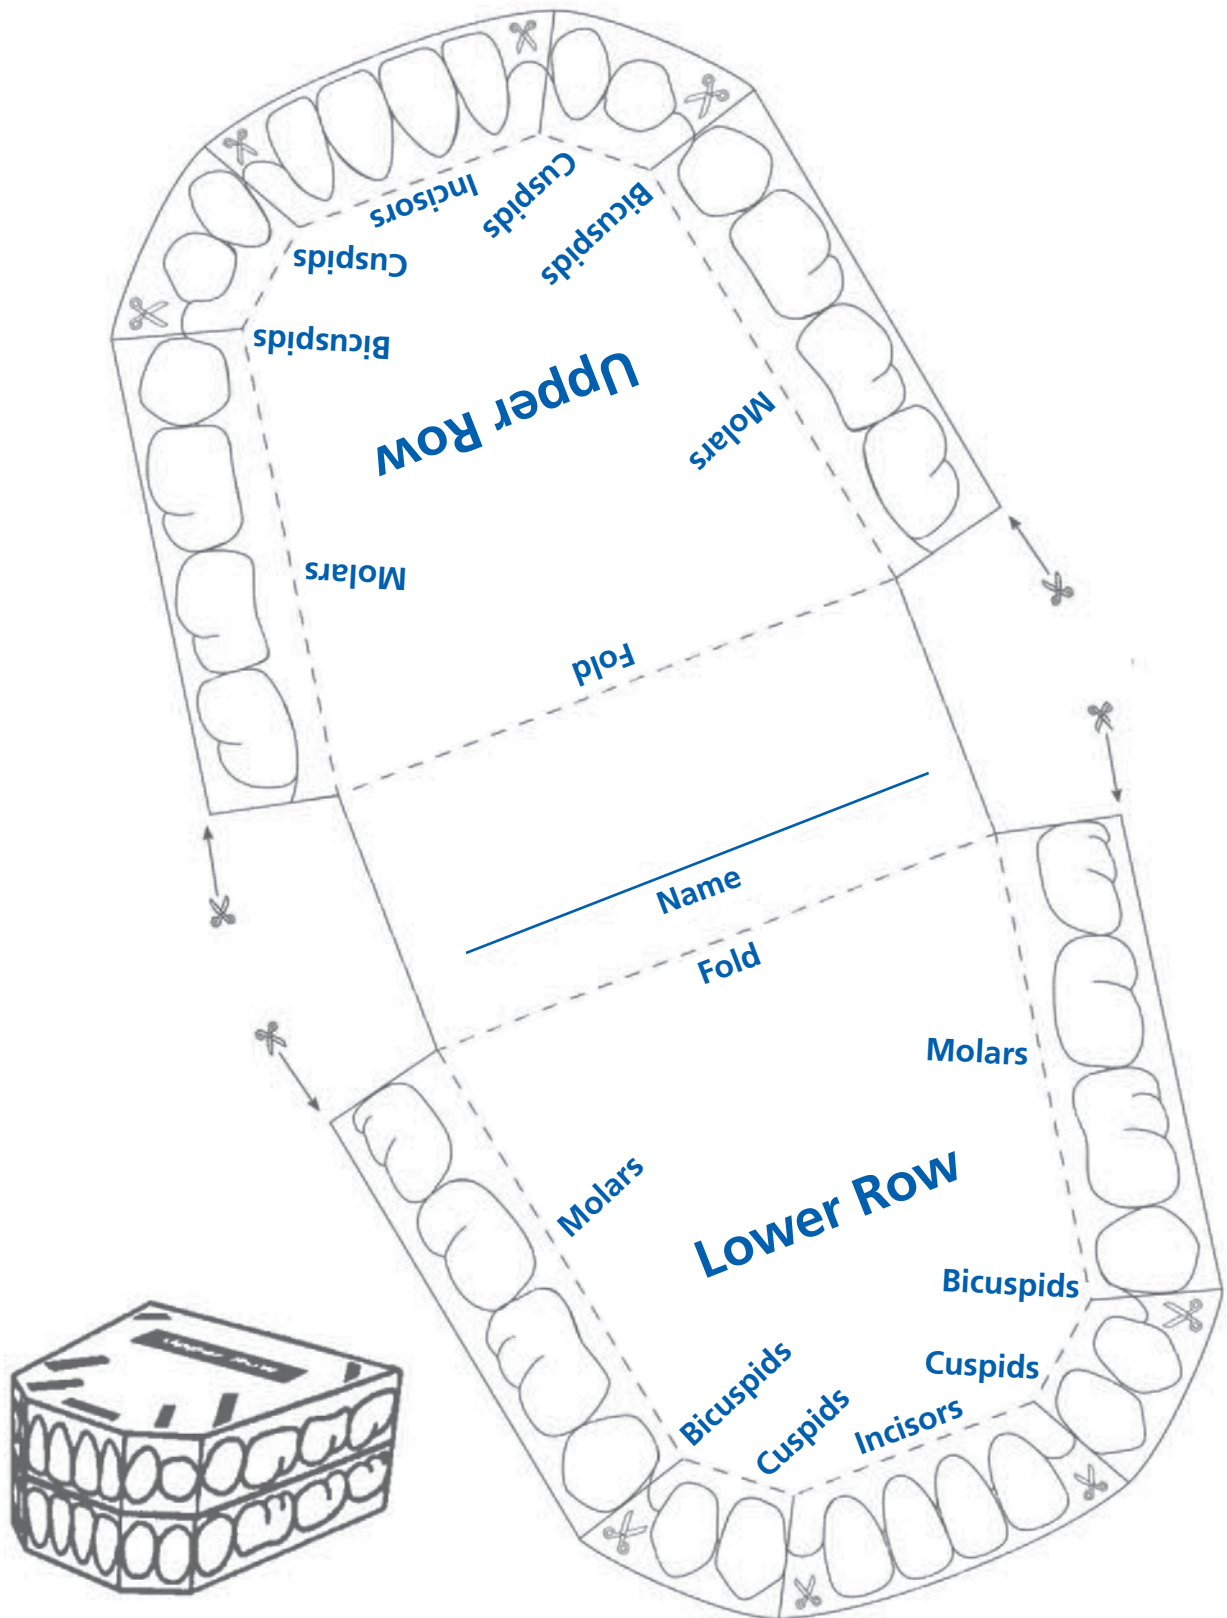 Incisors
Cuspids
Bicuspids
Cuspids
Bicuspids
Upper Row
Molars
Molars
Fold
Name
Fold
Molars
Molars
Lower Row
Bicuspids
Bicuspids
Cuspids
Cuspids
Incisors